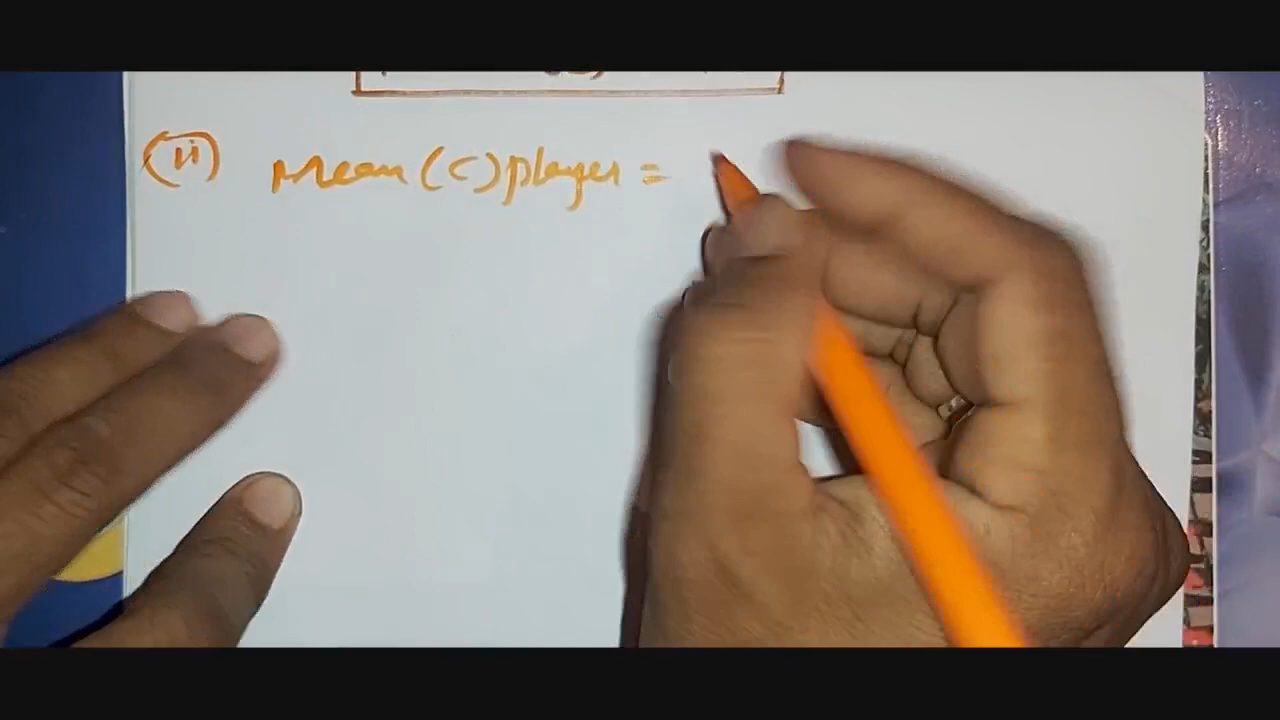 (ii) Mean (C) player =